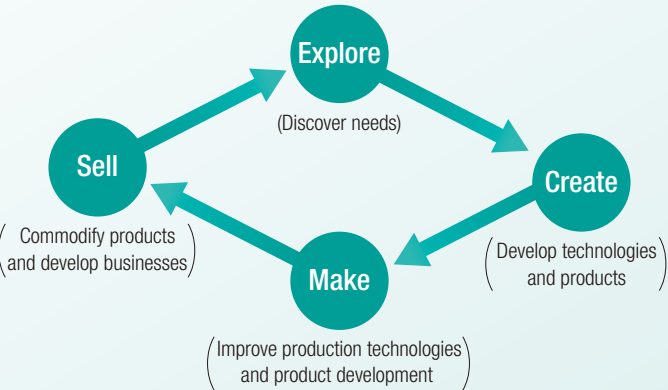 Explore
(Discover needs)
Sell
(Commodify products
and develop businesses)
Create
(Develop technologies
and products)
Make
(Improve production technologies
and product development)